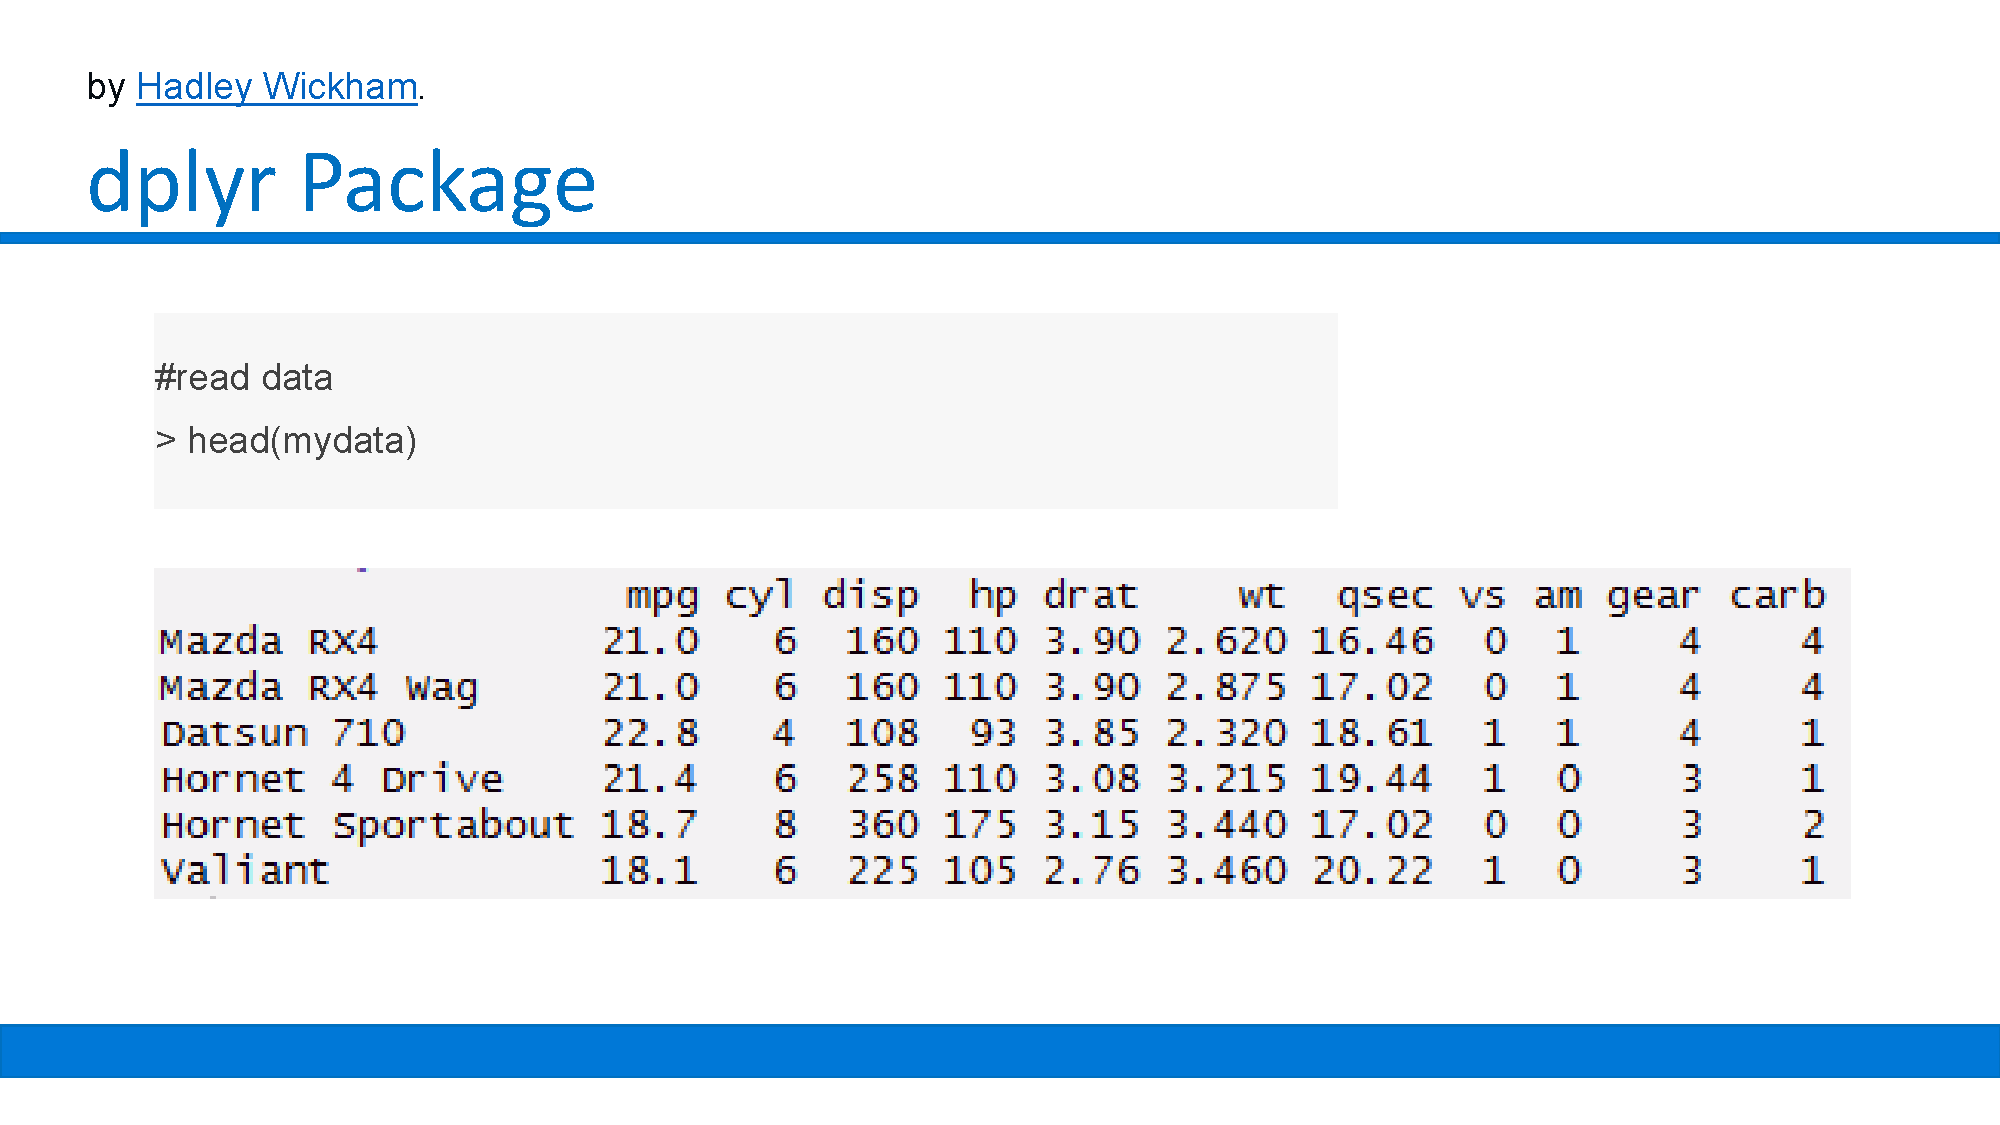 by Hadley Wickham.
dplyr Package
#read data
> head(mydata)
mpg cyl disp hp drat wt qsec vs am gear carb
Mazda RX4 21.0 6 160 110 3.90 2.620 16.46 0 1 4 4
Mazda RX4 Wag 21.0 6 160 110 3.90 2.875 17.02 0 1 4 4
Datsun 710 22.8 4 108 93 3.85 2.320 18.61 1 1 4 1
Hornet 4 Drive 21.4 6 258 110 3.08 3.215 19.44 1 0 3 1
Hornet Sportabout 18.7 8 360 175 3.15 3.440 17.02 0 0 3 2
Valiant 18.1 6 225 105 2.76 3.460 20.22 1 0 3 1